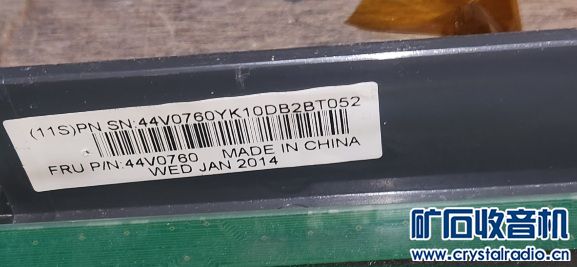 (11S)PN SN:44V0760YK10DB2BT052
FRU P/N:44V0760 MADE IN CHINA
WED JAN 2014
矿石收音机
www.crystalradio.cn